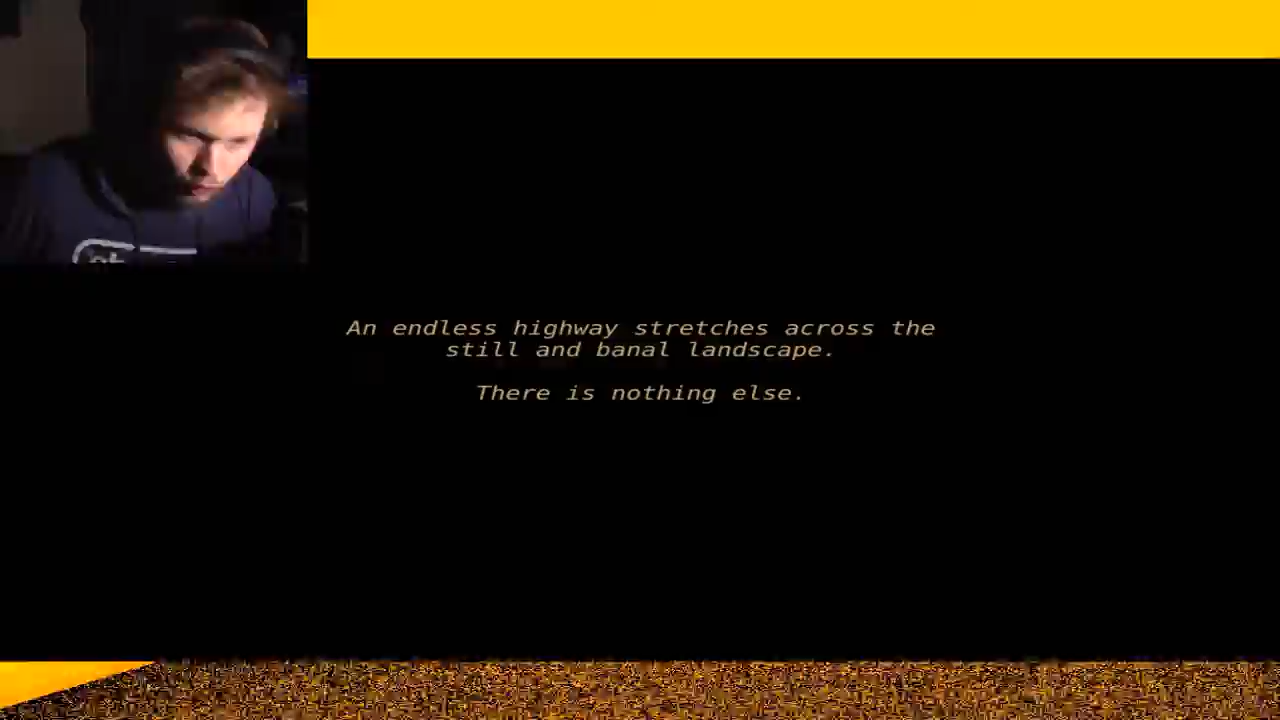 An endless highway stretches across the
still and banal landscape.
There is nothing else.